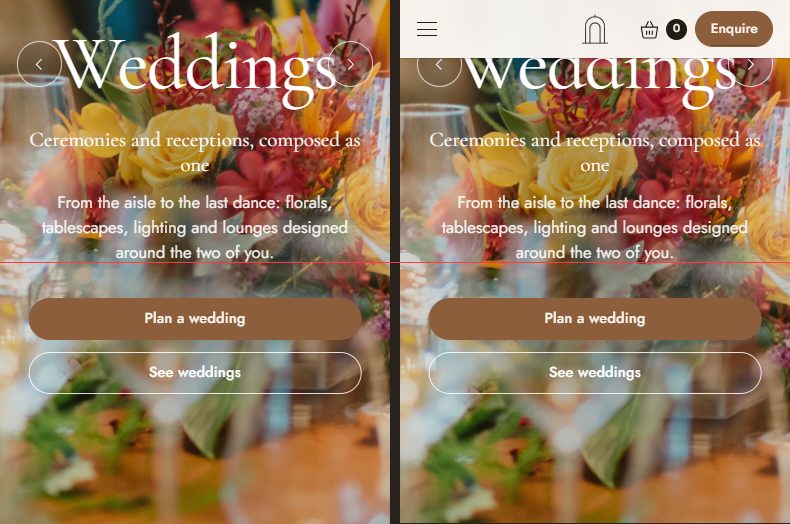 Weddings
Ceremonies and receptions, composed as
one
From the aisle to the last dance: florals,
tablescapes, lighting and lounges designed
around the two of you.
Plan a wedding
See weddings
0
Enquire
Weddings
Ceremonies and receptions, composed as
one
From the aisle to the last dance: florals,
tablescapes, lighting and lounges designed
around the two of you.
Plan a wedding
See weddings